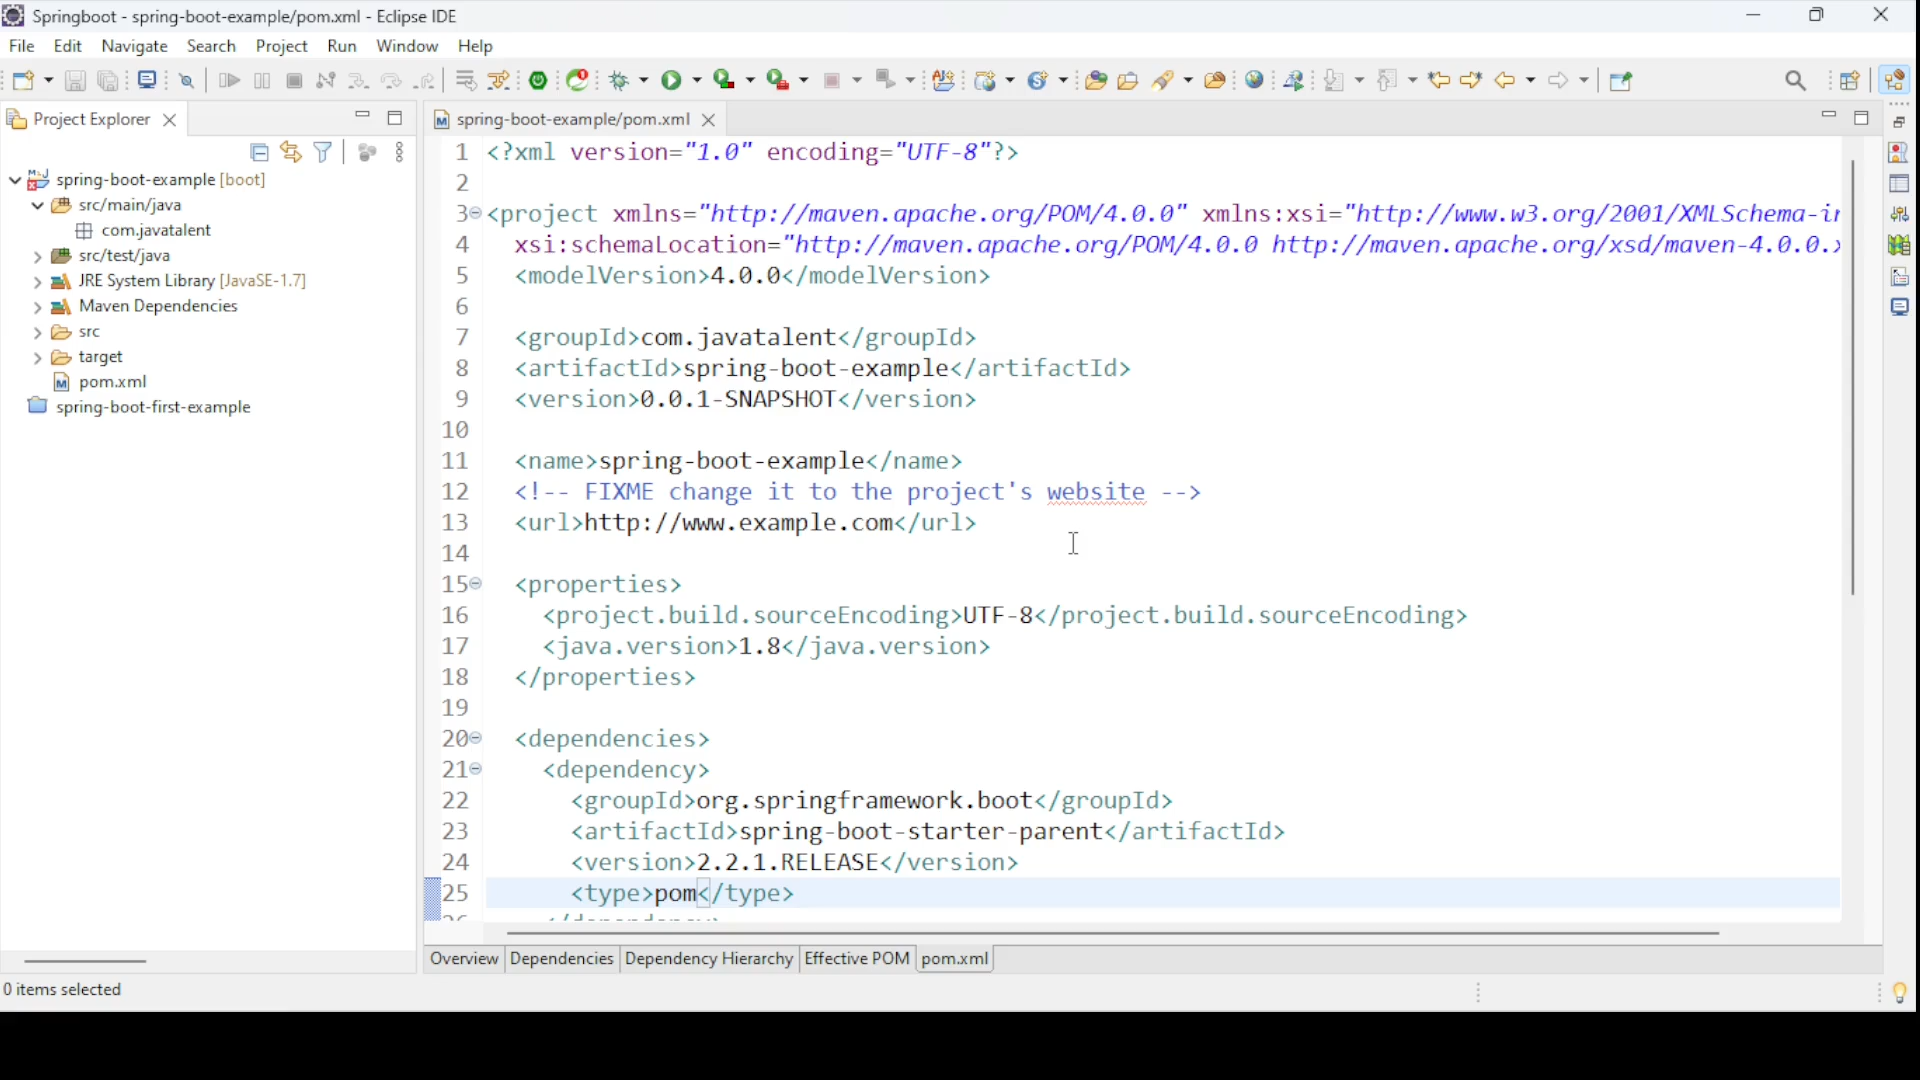 Springboot - spring-boot-example/pom.xml - Eclipse IDE
File Edit Navigate Search Project Run Window Help
Project Explorer
spring-boot-example/pom.xml
spring-boot-example [boot]
src/main/java
com.javatalent
src/test/java
JRE System Library [JavaSE-1.7]
Maven Dependencies
src
target
pom.xml
spring-boot-first-example
1 <?xml version="1.0" encoding="UTF-8"?>
2
3 <project xmlns="http://maven.apache.org/POM/4.0.0" xmlns:xsi="http://www.w3.org/2001/XMLSchema-in
4 xsi:schemaLocation="http://maven.apache.org/POM/4.0.0 http://maven.apache.org/xsd/maven-4.0.0.x
5 <modelVersion>4.0.0</modelVersion>
6
7 <groupId>com.javatalent</groupId>
8 <artifactId>spring-boot-example</artifactId>
9 <version>0.0.1-SNAPSHOT</version>
10
11 <name>spring-boot-example</name>
12 <!-- FIXME change it to the project's website -->
13 <url>http://www.example.com</url>
14
15 <properties>
16 <project.build.sourceEncoding>UTF-8</project.build.sourceEncoding>
17 <java.version>1.8</java.version>
18 </properties>
19
20 <dependencies>
21 <dependency>
22 <groupId>org.springframework.boot</groupId>
23 <artifactId>spring-boot-starter-parent</artifactId>
24 <version>2.2.1.RELEASE</version>
25 <type>pom</type>
Overview Dependencies Dependency Hierarchy Effective POM pom.xml
0 items selected